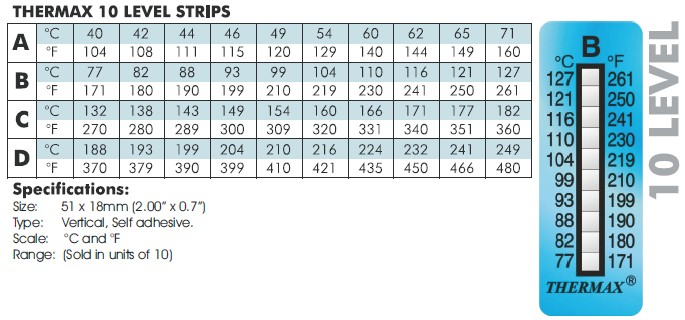 THERMAX 10 LEVEL STRIPS
A °C 40 42 44 46 49 54 60 62 65 71
°F 104 108 111 115 120 129 140 144 149 160
B °C 77 82 88 93 99 104 110 116 121 127
°F 171 180 190 199 210 219 230 241 250 261
C °C 132 138 143 149 154 160 166 171 177 182
°F 270 280 289 300 309 320 331 340 351 360
D °C 188 193 199 204 210 216 224 232 241 249
°F 370 379 390 399 410 421 435 450 466 480
Specifications:
Size: 51 x 18mm (2.00" x 0.7")
Type: Vertical, Self adhesive.
Scale: °C and °F
Range: (Sold in units of 10)
B
°C °F
127 261
121 250
116 241
110 230
104 219
99 210
93 199
88 190
82 180
77 171
THERMAX®
10 LEVEL